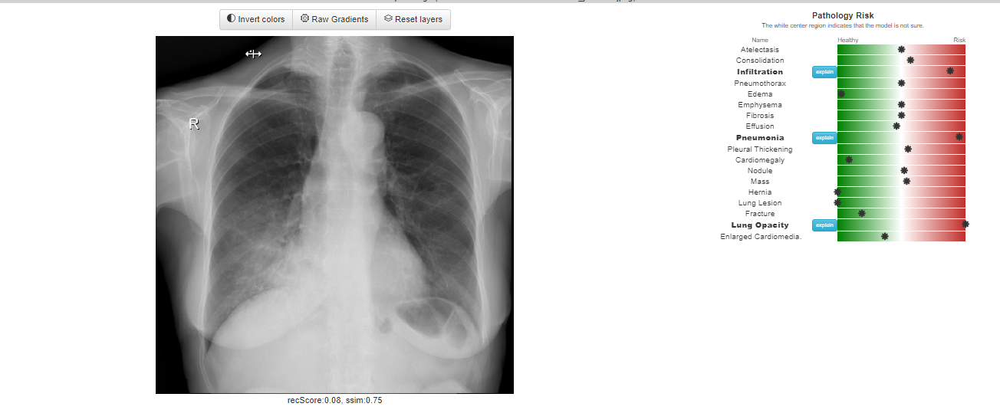 Invert colors Raw Gradients Reset layers
R
recScore:0.08, ssim:0.75
Pathology Risk
The white center region indicates that the model is not sure.
Name Healthy Risk
Atelectasis
Consolidation
Infiltration explain
Pneumothorax
Edema
Emphysema
Fibrosis
Effusion
Pneumonia explain
Pleural Thickening
Cardiomegaly
Nodule
Mass
Hernia
Lung Lesion
Fracture
Lung Opacity explain
Enlarged Cardiomedia.